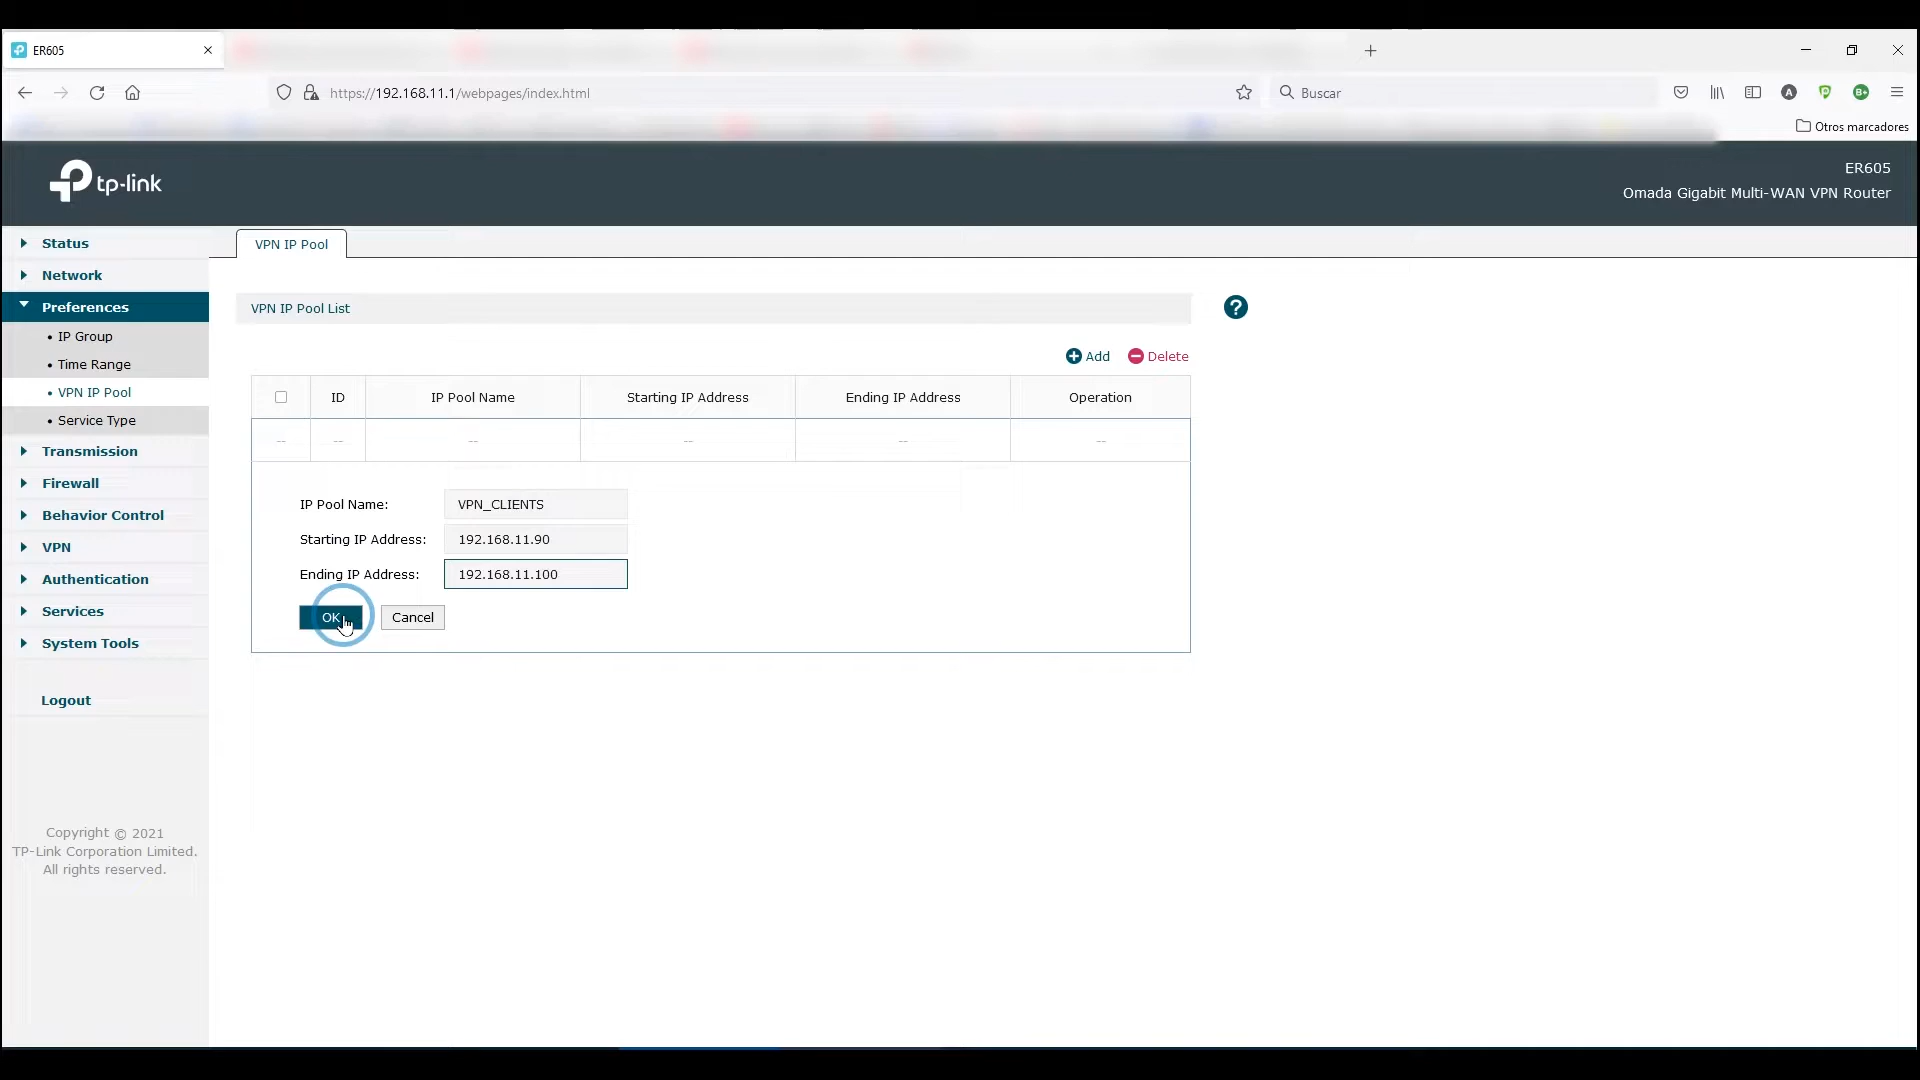 ER605
https://192.168.11.1/webpages/index.html
Buscar
Otros marcadores
tp-link
ER605
Omada Gigabit Multi-WAN VPN Router
Status
Network
Preferences
IP Group
Time Range
VPN IP Pool
Service Type
Transmission
Firewall
Behavior Control
VPN
Authentication
Services
System Tools
Logout
Copyright © 2021
TP-Link Corporation Limited.
All rights reserved.
VPN IP Pool
VPN IP Pool List
?
Add Delete
ID IP Pool Name Starting IP Address Ending IP Address Operation
-- -- -- -- -- --
IP Pool Name: VPN_CLIENTS
Starting IP Address: 192.168.11.90
Ending IP Address: 192.168.11.100
OK Cancel